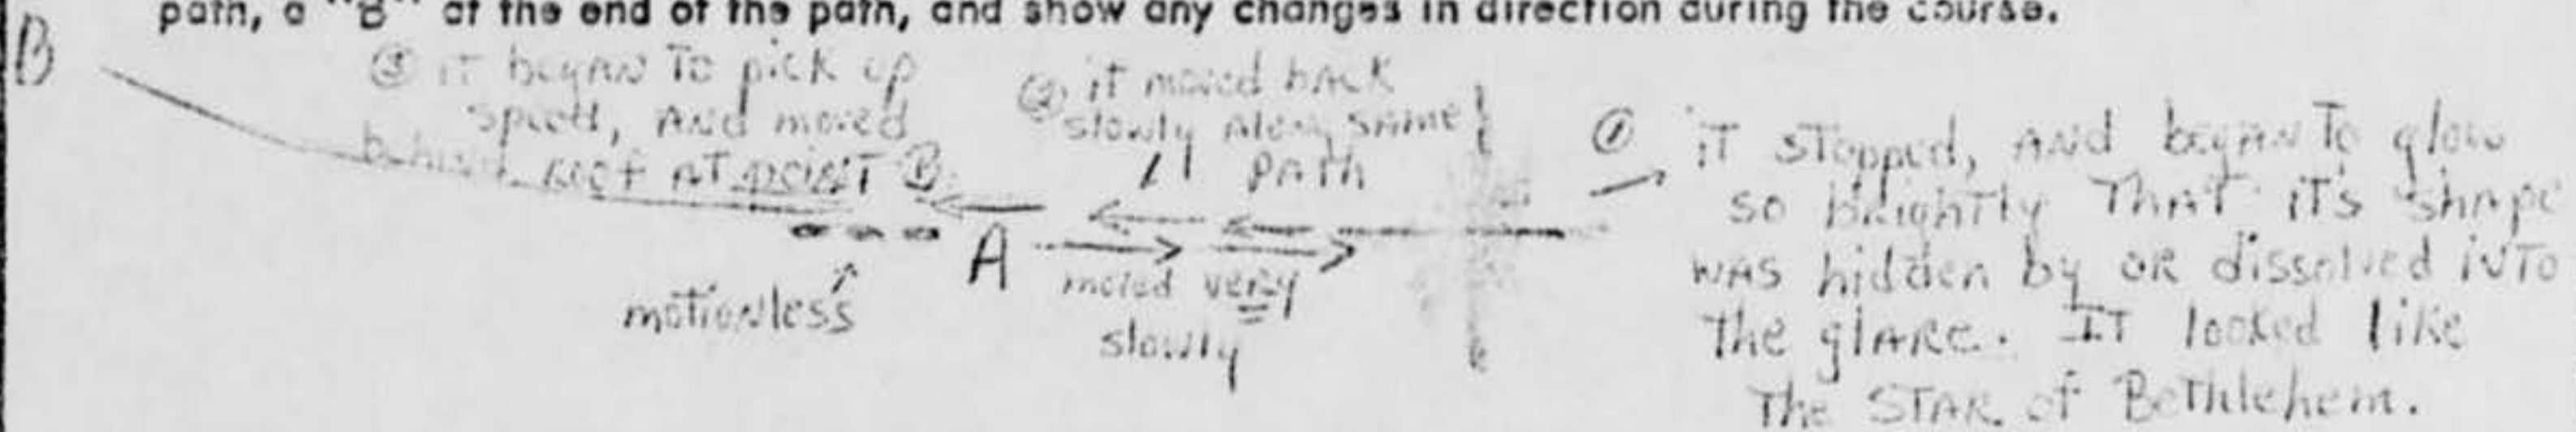 path, a "B" at the end of the path, and show any changes in direction during the course.
B
③ it began to pick up
speed, and moved
behind roof at point B
② it moved back
slowly along same
path
① it stopped, and began to glow
so brightly that it's shape
was hidden by or dissolved into
the glare. It looked like
the Star of Bethlehem.
A
motionless
moved very
slowly